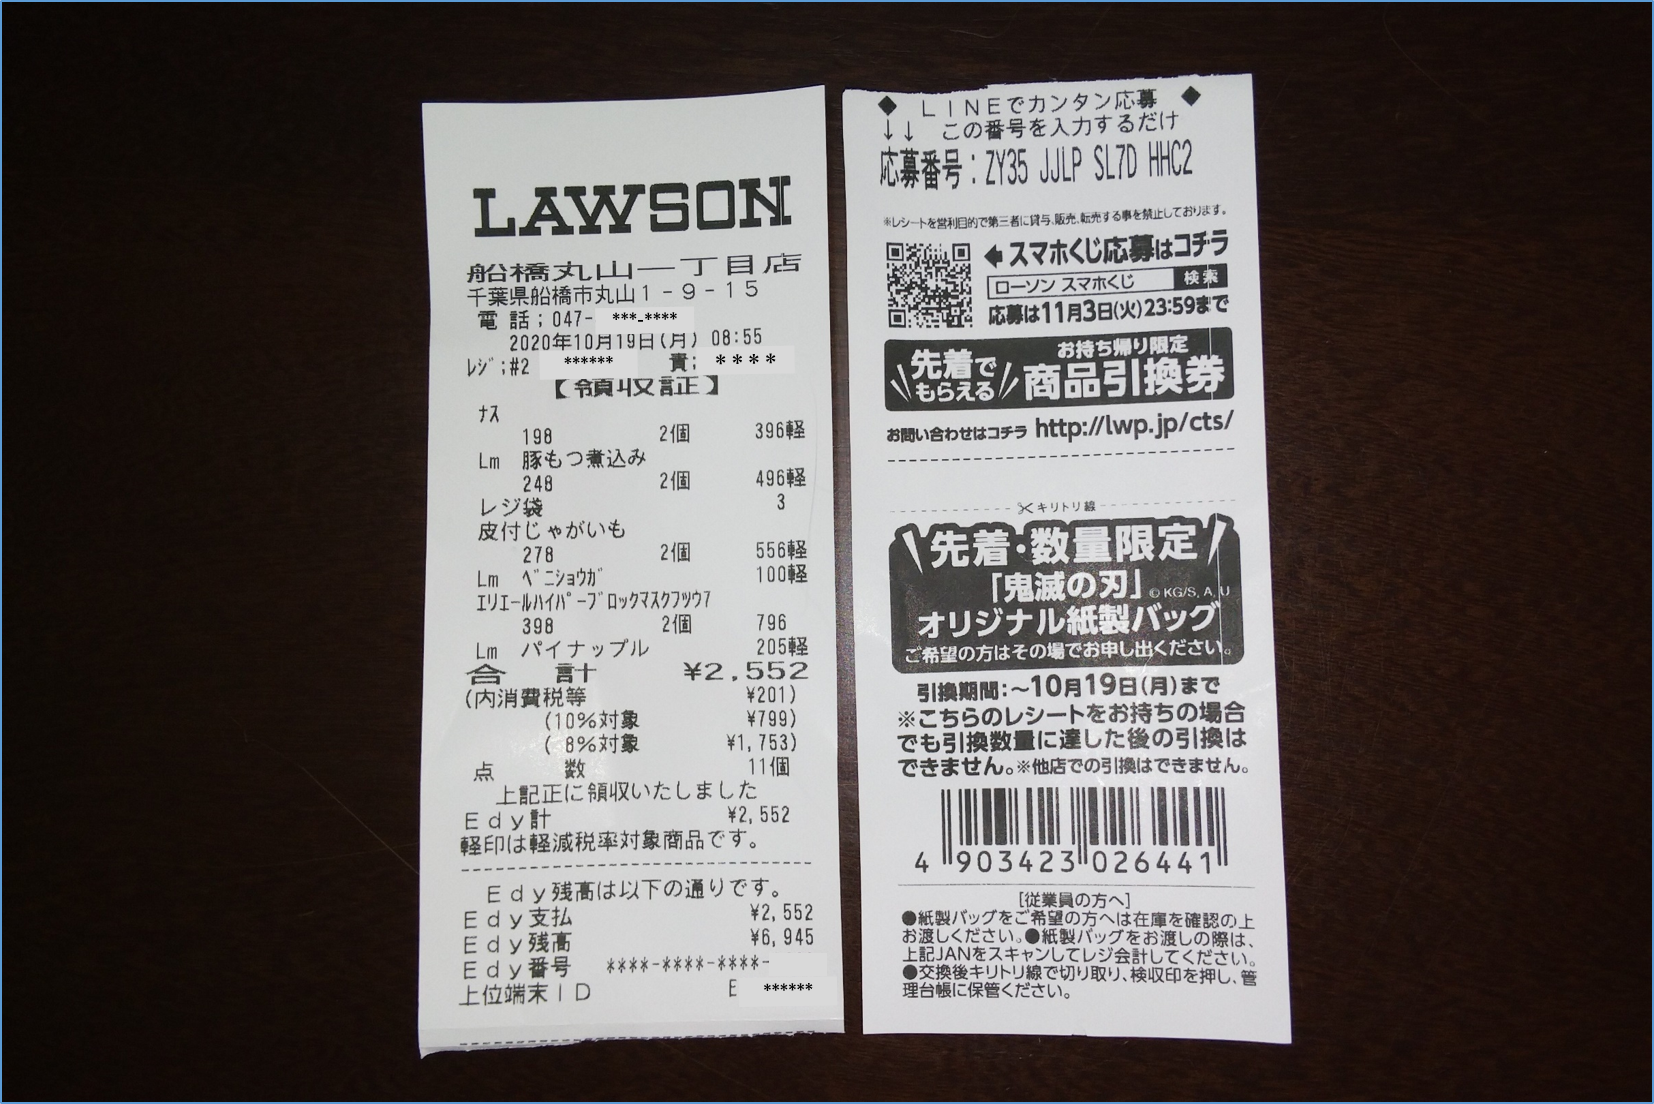 LAWSON
船橋丸山一丁目店
千葉県船橋市丸山1-9-15
電 話;047- ***-****
2020年10月19日(月) 08:55
レジ;#2 ****** 責; ****
【領収証】
ナス
198 2個 396軽
Lm 豚もつ煮込み
248 2個 496軽
レジ袋 3
皮付じゃがいも
278 2個 556軽
Lm ベニショウガ 100軽
エリエールハイパーブロックマスクフツウ7
398 2個 796
Lm パイナップル 205軽
合 計 ¥2,552
(内消費税等 ¥201)
(10%対象 ¥799)
( 8%対象 ¥1,753)
点 数 11個
上記正に領収いたしました
Edy計 ¥2,552
軽印は軽減税率対象商品です。
Edy残高は以下の通りです。
Edy支払 ¥2,552
Edy残高 ¥6,945
Edy番号 ****-****-****-
上位端末ID E ******
◆ LINEでカンタン応募 ◆
↓↓ この番号を入力するだけ
応募番号:ZY35 JJLP SL7D HHC2
※レシートを営利目的で第三者に貸与、販売、転売する事を禁止しております。
←スマホくじ応募はコチラ
ローソン スマホくじ 検索
応募は11月3日(火)23:59まで
先着でもらえる お持ち帰り限定 商品引換券
お問い合わせはコチラ http://lwp.jp/cts/
キリトリ線
先着・数量限定
「鬼滅の刃」 ©KG/S, A, U
オリジナル紙製バッグ
ご希望の方はその場でお申し出ください。
引換期間:~10月19日(月)まで
※こちらのレシートをお持ちの場合
でも引換数量に達した後の引換は
できません。※他店での引換はできません。
4 903423 026441
[従業員の方へ]
●紙製バッグをご希望の方へは在庫を確認の上
お渡しください。●紙製バッグをお渡しの際は、
上記JANをスキャンしてレジ会計してください。
●交換後キリトリ線で切り取り、検収印を押し、管
理台帳に保管ください。